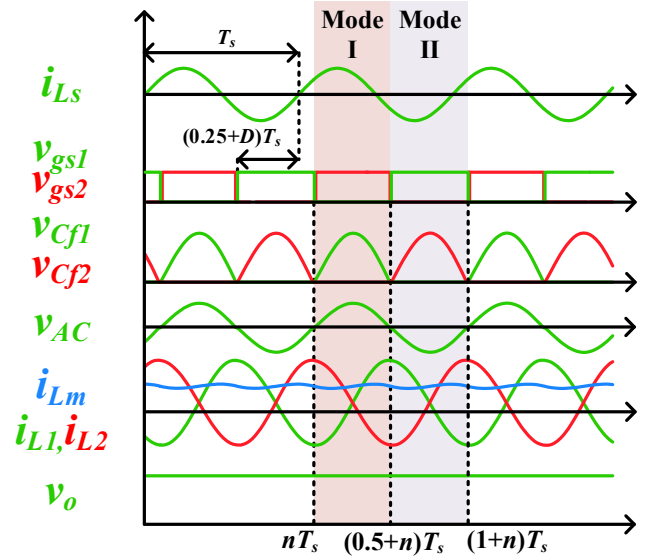 Mode I
Mode II
Ts
iLs
(0.25+D)Ts
vgs1
vgs2
vCf1
vCf2
vAC
iLm
iL1,iL2
vo
nTs
(0.5+n)Ts
(1+n)Ts